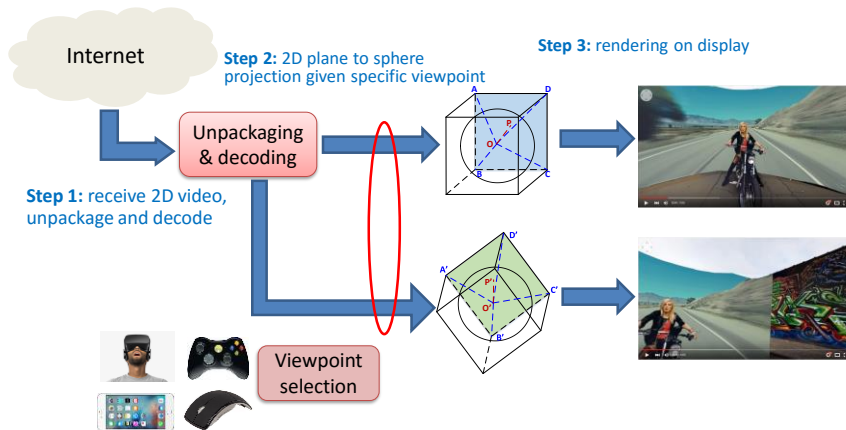 Internet
Step 2: 2D plane to sphere
projection given specific viewpoint
Step 3: rendering on display
Unpackaging
& decoding
Step 1: receive 2D video,
unpackage and decode
A
D
P
O
B
C
D'
A'
P'
C'
O'
B'
Viewpoint
selection